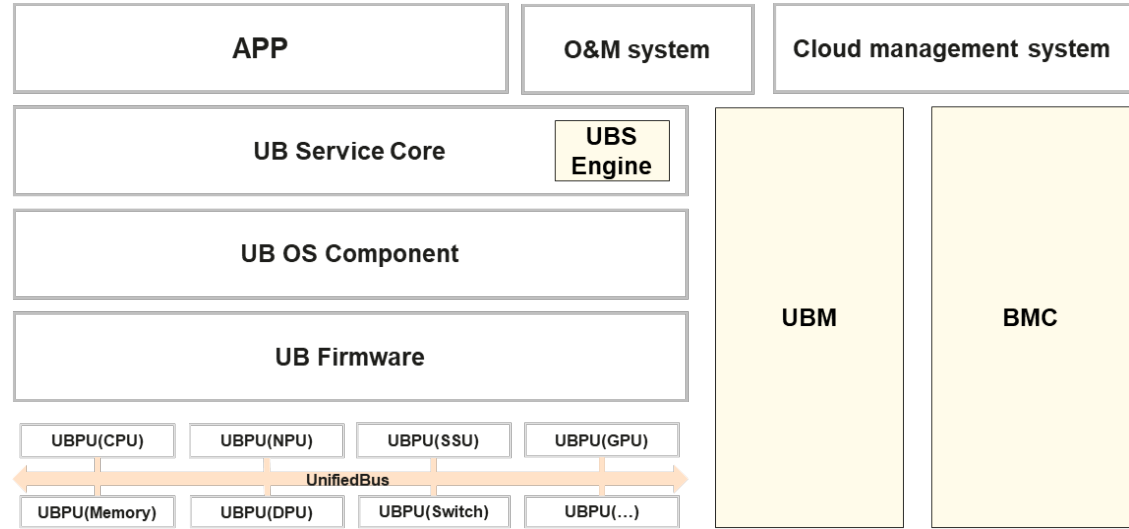 APP
O&M system
Cloud management system
UB Service Core
UBS
Engine
UB OS Component
UB Firmware
UBM
BMC
UBPU(CPU)
UBPU(NPU)
UBPU(SSU)
UBPU(GPU)
UnifiedBus
UBPU(Memory)
UBPU(DPU)
UBPU(Switch)
UBPU(...)